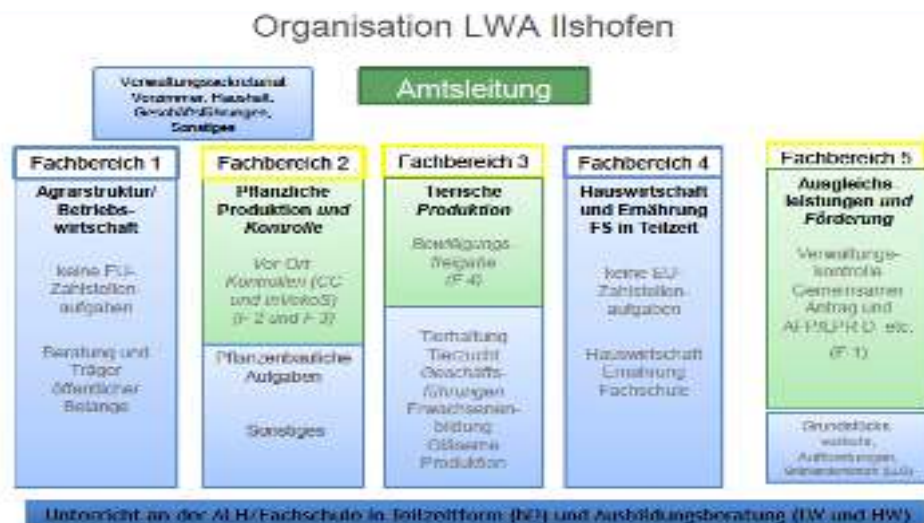 Organisation LWA Ilshofen
Verwaltungssekretariat
Vorzimmer, Haushalt,
Geschäftsführungen,
Sonstiges
Amtsleitung
Fachbereich 1
Agrarstruktur/
Betriebs-
wirtschaft
keine EU-
Zahlstellen-
aufgaben
Beratung und
Träger
öffentlicher
Belange
Fachbereich 2
Pflanzliche
Produktion und
Kontrolle
Vor Ort
Kontrollen (CC
und InVekoS)
(F 2 und F 3)
Pflanzenbauliche
Aufgaben
Sonstiges
Fachbereich 3
Tierische
Produktion
Bewilligungs-
freigabe
(F 4)
Tierhaltung
Tierzucht
Geschäfts-
führungen
Erwachsenen-
bildung
Gläserne
Produktion
Fachbereich 4
Hauswirtschaft
und Ernährung
FS in Teilzeit
keine EU-
Zahlstellen-
aufgaben
Hauswirtschaft
Ernährung
Fachschule
Fachbereich 5
Ausgleichs
leistungen und
Förderung
Verwaltungs-
kontrolle
Gemeinsamer
Antrag und
etc.
(F 1)
Grundstücks
verkehr,
Aufforstungen,
Unterricht an der ALH/Fachschule in Teilzeitform und Ausbildungsberatung (LW und HW)